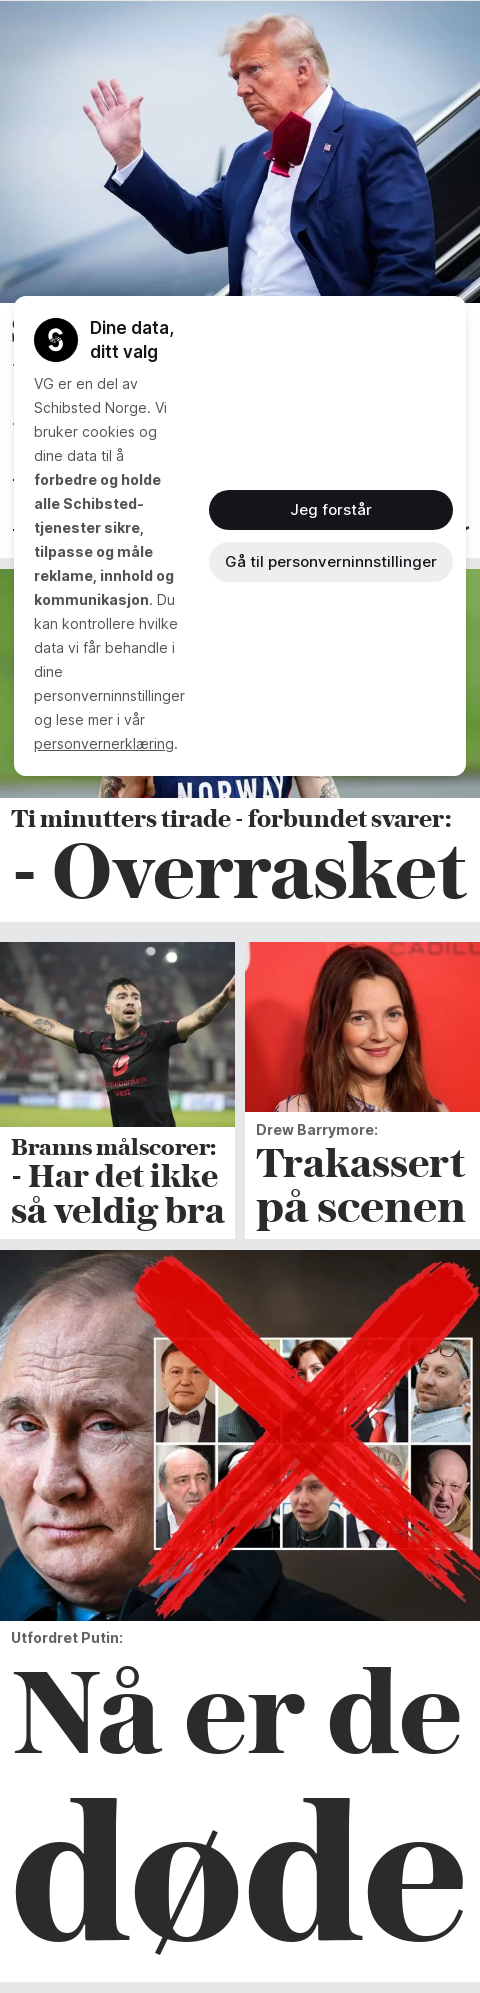 Dine data,
ditt valg
VG er en del av
Schibsted Norge. Vi
bruker cookies og
dine data til å
forbedre og holde
alle Schibsted-
tjenester sikre,
tilpasse og måle
reklame, innhold og
kommunikasjon. Du
kan kontrollere hvilke
data vi får behandle i
dine
personverninnstillinger
og lese mer i vår
personvernerklæring.
Jeg forstår
Gå til personverninnstillinger
NORWAY
Ti minutters tirade - forbundet svarer:
- Overrasket
Vest
Branns målscorer:
- Har det ikke
så veldig bra
Drew Barrymore:
Trakassert
på scenen
Utfordret Putin:
Nå er de
døde